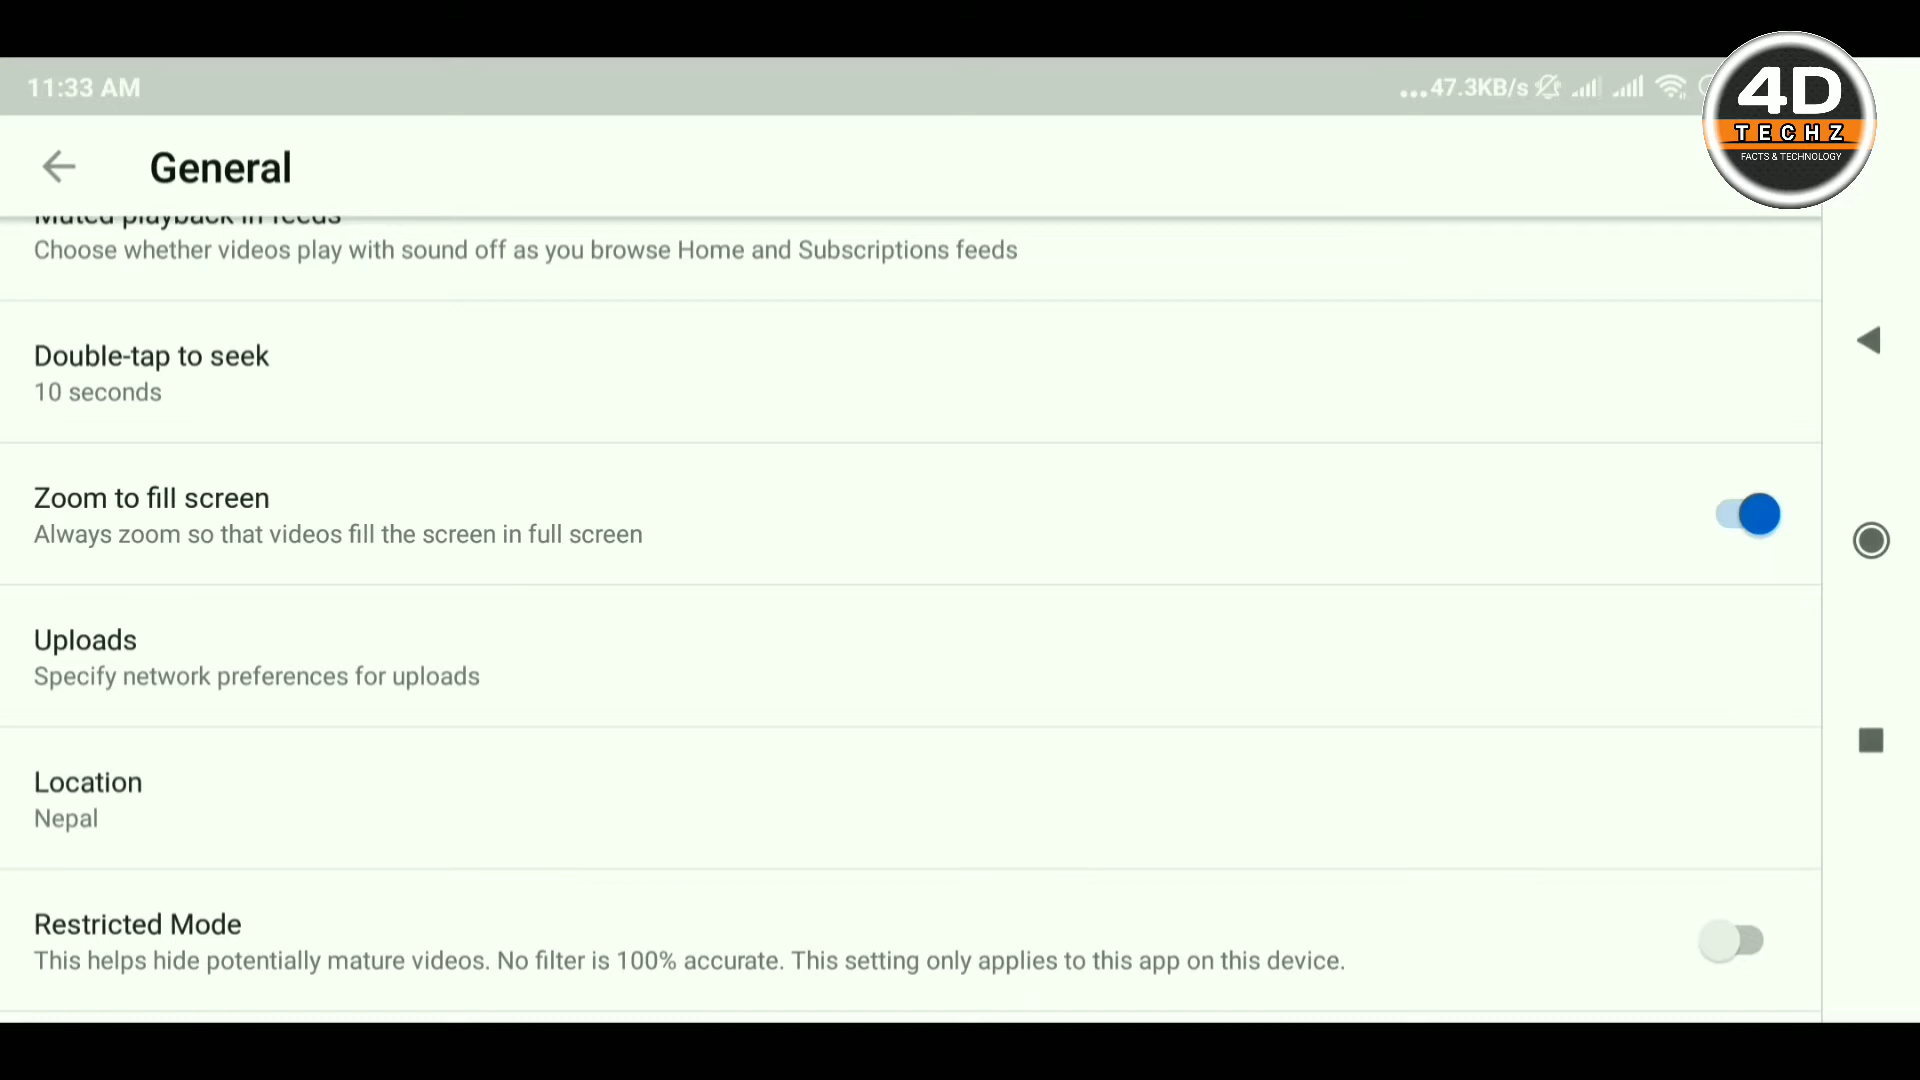 11:33 AM
...47.3KB/s
4D
TECHZ
FACTS & TECHNOLOGY
General
Muted playback in feeds
Choose whether videos play with sound off as you browse Home and Subscriptions feeds
Double-tap to seek
10 seconds
Zoom to fill screen
Always zoom so that videos fill the screen in full screen
Uploads
Specify network preferences for uploads
Location
Nepal
Restricted Mode
This helps hide potentially mature videos. No filter is 100% accurate. This setting only applies to this app on this device.